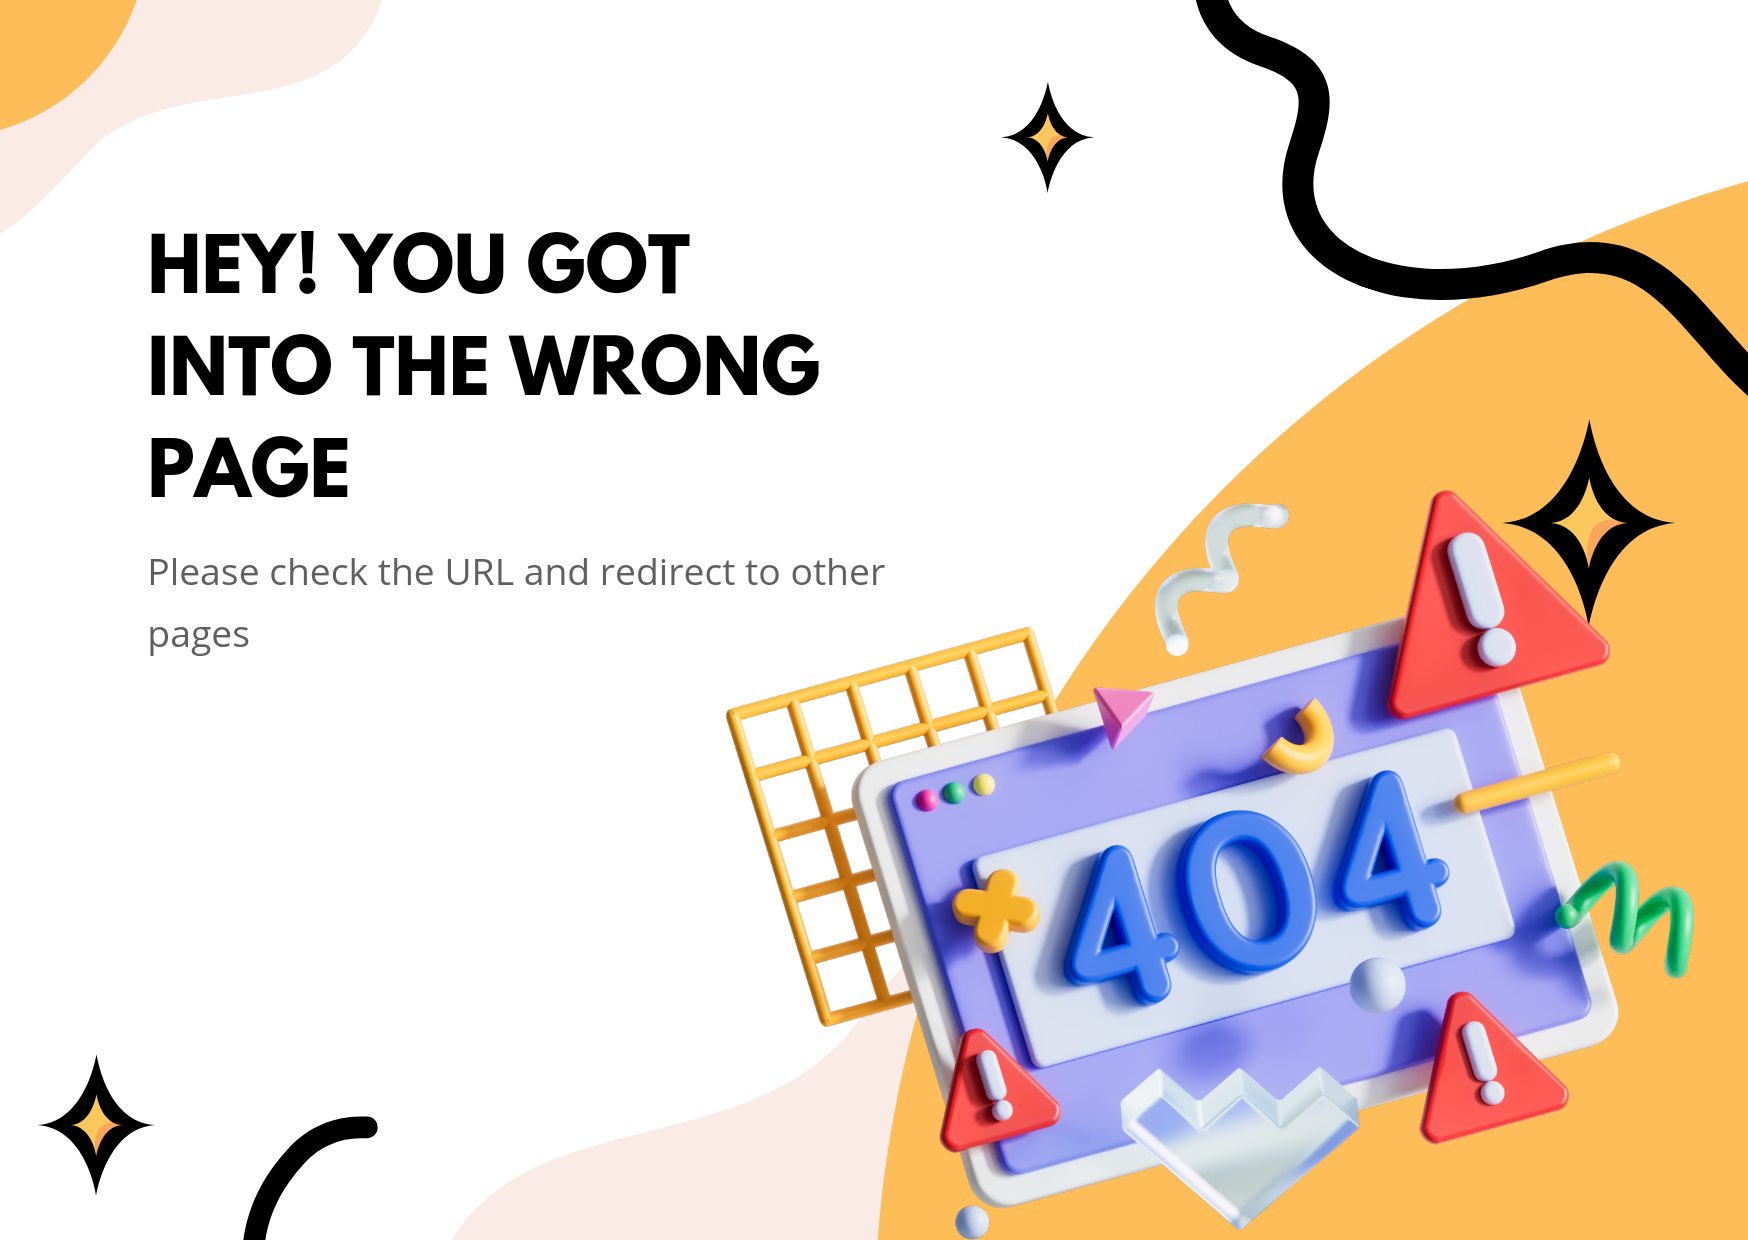 HEY! YOU GOT
INTO THE WRONG
PAGE
Please check the URL and redirect to other
pages
404